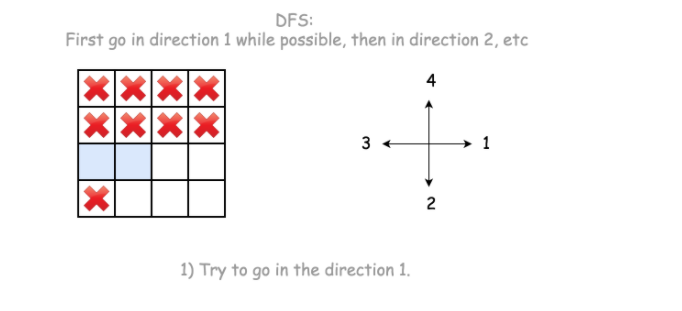 DFS:
First go in direction 1 while possible, then in direction 2, etc
4
3
1
2
1) Try to go in the direction 1.